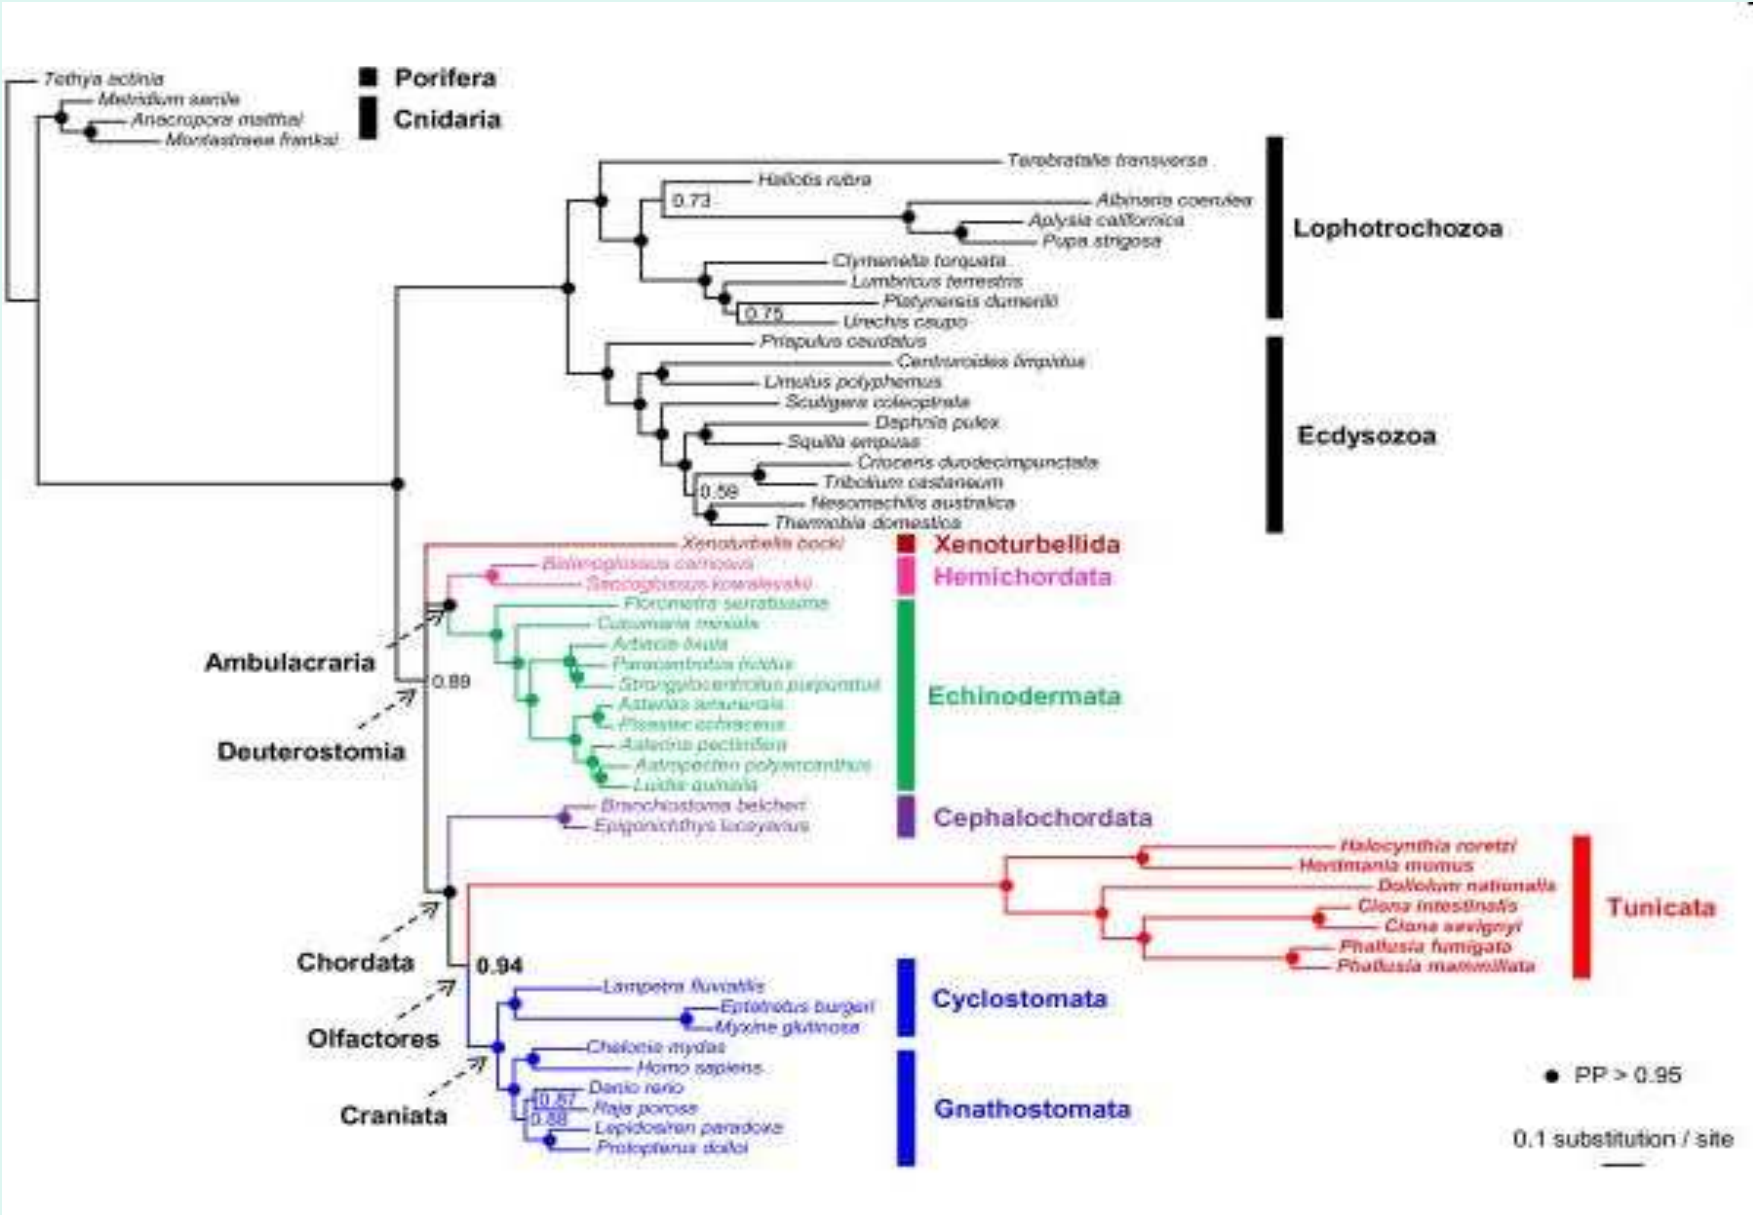 Tethya actinia
Porifera
Metridium senile
Cnidaria
Anacropora matthai
Montastraea franksi
Terebratalia transversa
Haliotis rubra
0.73
Albinaria coerulea
Aplysia californica
Pupa strigosa
Lophotrochozoa
Clymenella torquata
Lumbricus terrestris
Platynereis dumerilii
0.75
Urechis caupo
Priapulus caudatus
Centruroides limpidus
Limulus polyphemus
Scutigera coleoptrata
Daphnia pulex
Squilla empusa
Ecdysozoa
Crioceris duodecimpunctata
Tribolium castaneum
0.59
Nesomachilis australica
Thermobia domestica
Xenoturbella bocki
Xenoturbellida
Balanoglossus carnosus
Hemichordata
Saccoglossus kowalevskii
Florometra serratissima
Cucumaria miniata
Arbacia lixula
Ambulacraria
Paracentrotus lividus
0.89
Strongylocentrotus purpuratus
Echinodermata
Asterias amurensis
Pisaster ochraceus
Deuterostomia
Asterina pectinifera
Astropecten polyacanthus
Luidia quinalia
Branchiostoma belcheri
Cephalochordata
Epigonichthys lucayanus
Halocynthia roretzi
Herdmania momus
Doliolum nationalis
Ciona intestinalis
Tunicata
Ciona savignyi
Phallusia fumigata
Phallusia mammillata
Chordata
0.94
Lampetra fluviatilis
Eptatretus burgeri
Cyclostomata
Myxine glutinosa
Olfactores
Chelonia mydas
Homo sapiens
PP > 0.95
Danio rerio
0.87
Raja porosa
0.88
Gnathostomata
Craniata
Lepidosiren paradoxa
Protopterus dolloi
0.1 substitution / site